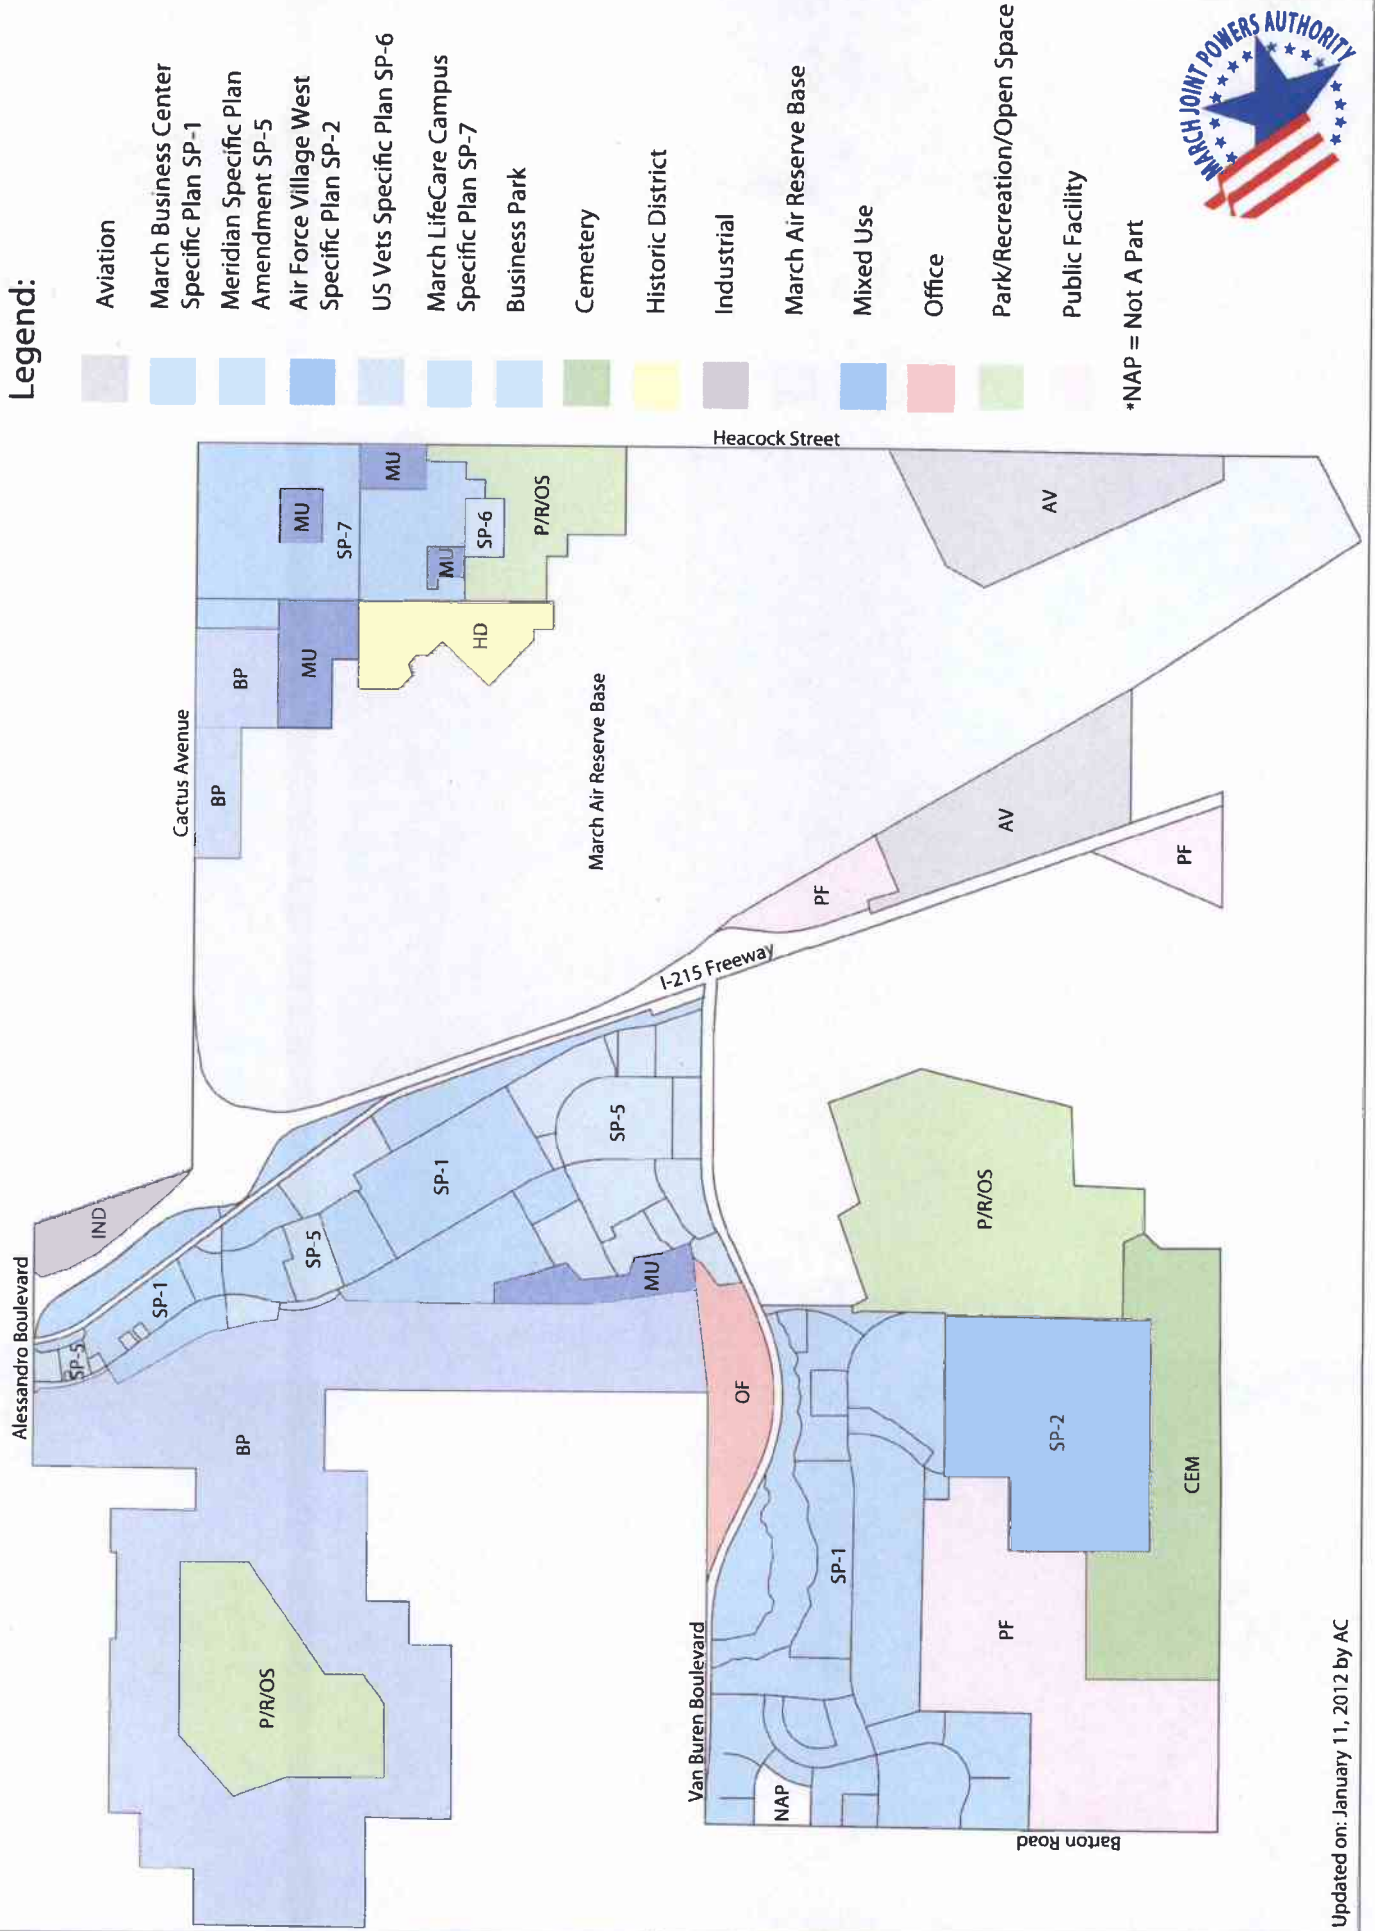 Legend:
Aviation
March Business Center
Specific Plan SP-1
Meridian Specific Plan
Amendment SP-5
Air Force Village West
Specific Plan SP-2
US Vets Specific Plan SP-6
March LifeCare Campus
Specific Plan SP-7
Business Park
Cemetery
Historic District
Industrial
March Air Reserve Base
Mixed Use
Office
Park/Recreation/Open Space
Public Facility
*NAP = Not A Part
MARCH JOINT POWERS AUTHORITY
Heacock Street
MU
MU
SP-7
MU
SP-6
P/R/OS
AV
BP
MU
HD
Cactus Avenue
BP
March Air Reserve Base
AV
PF
PF
I-215 Freeway
IND
SP-1
SP-5
SP-5
SP-1
SP-5
MU
Alessandro Boulevard
BP
OF
P/R/OS
SP-2
CEM
SP-1
PF
P/R/OS
Van Buren Boulevard
NAP
Barton Road
Updated on: January 11, 2012 by AC